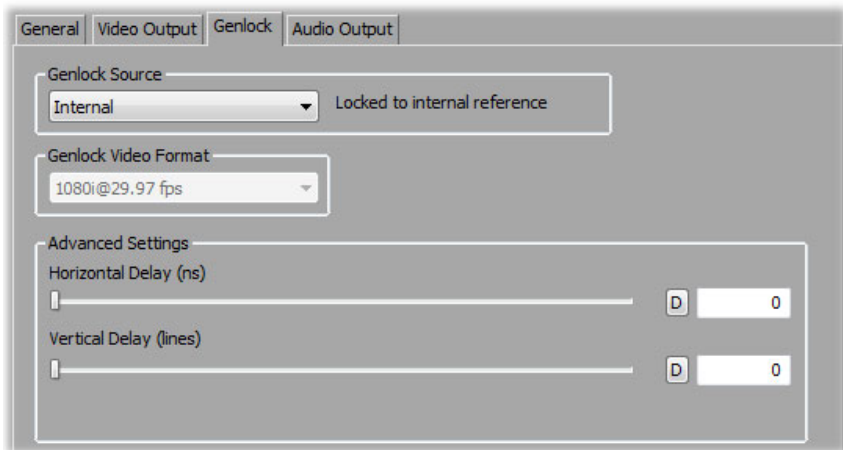 General Video Output Genlock Audio Output
Genlock Source
Internal Locked to internal reference
Genlock Video Format
1080i@29.97 fps
Advanced Settings
Horizontal Delay (ns)
D 0
Vertical Delay (lines)
D 0